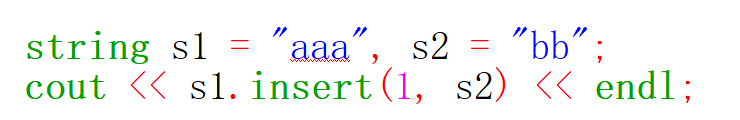 string s1 = "aaa", s2 = "bb";
cout << s1.insert(1, s2) << endl;